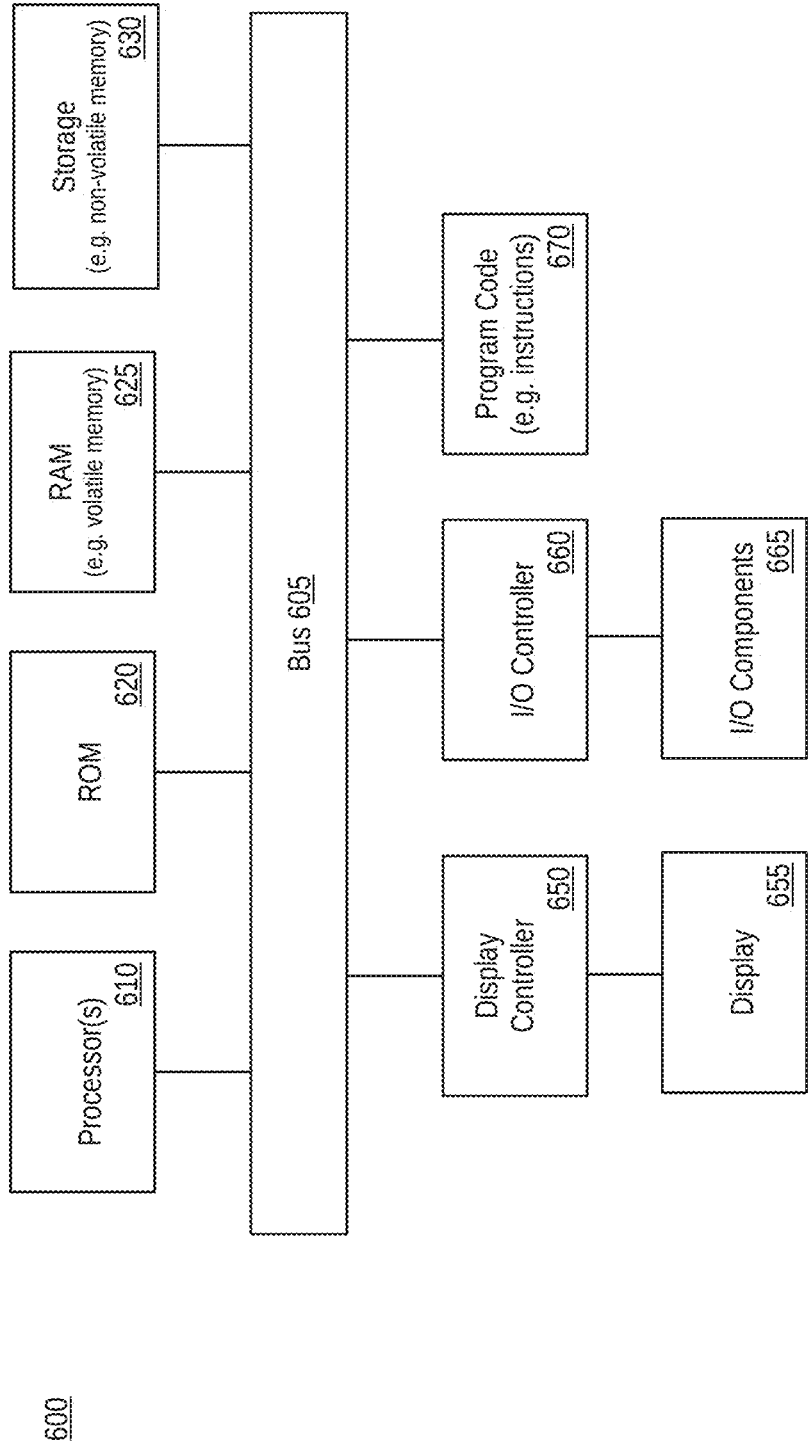 600
Processor(s)
610
ROM
620
RAM
(e.g. volatile memory)
625
Storage
(e.g. non-volatile memory)
630
Bus 605
Display
Controller
650
I/O Controller
660
Program Code
(e.g. instructions)
670
Display
655
I/O Components
665